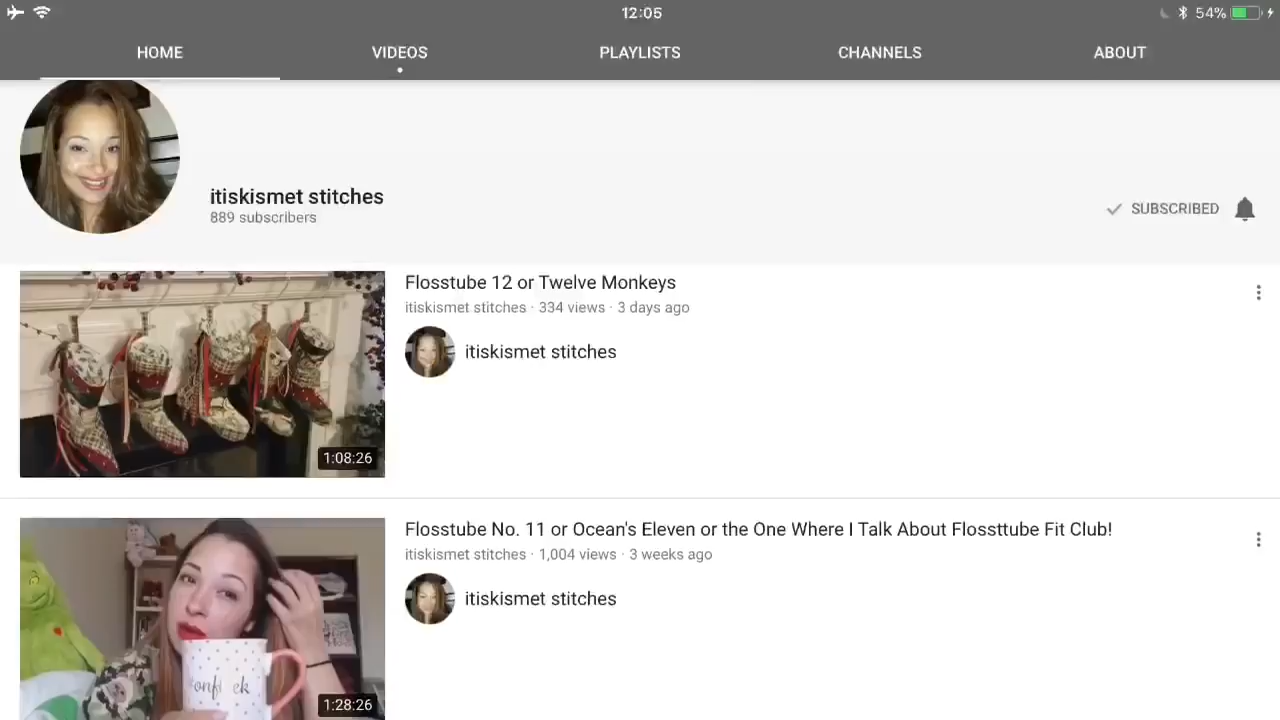 12:05
54%
HOME
VIDEOS
PLAYLISTS
CHANNELS
ABOUT
itiskismet stitches
889 subscribers
SUBSCRIBED
Flosstube 12 or Twelve Monkeys
itiskismet stitches · 334 views · 3 days ago
itiskismet stitches
1:08:26
Flosstube No. 11 or Ocean's Eleven or the One Where I Talk About Flossttube Fit Club!
itiskismet stitches · 1,004 views · 3 weeks ago
itiskismet stitches
1:28:26